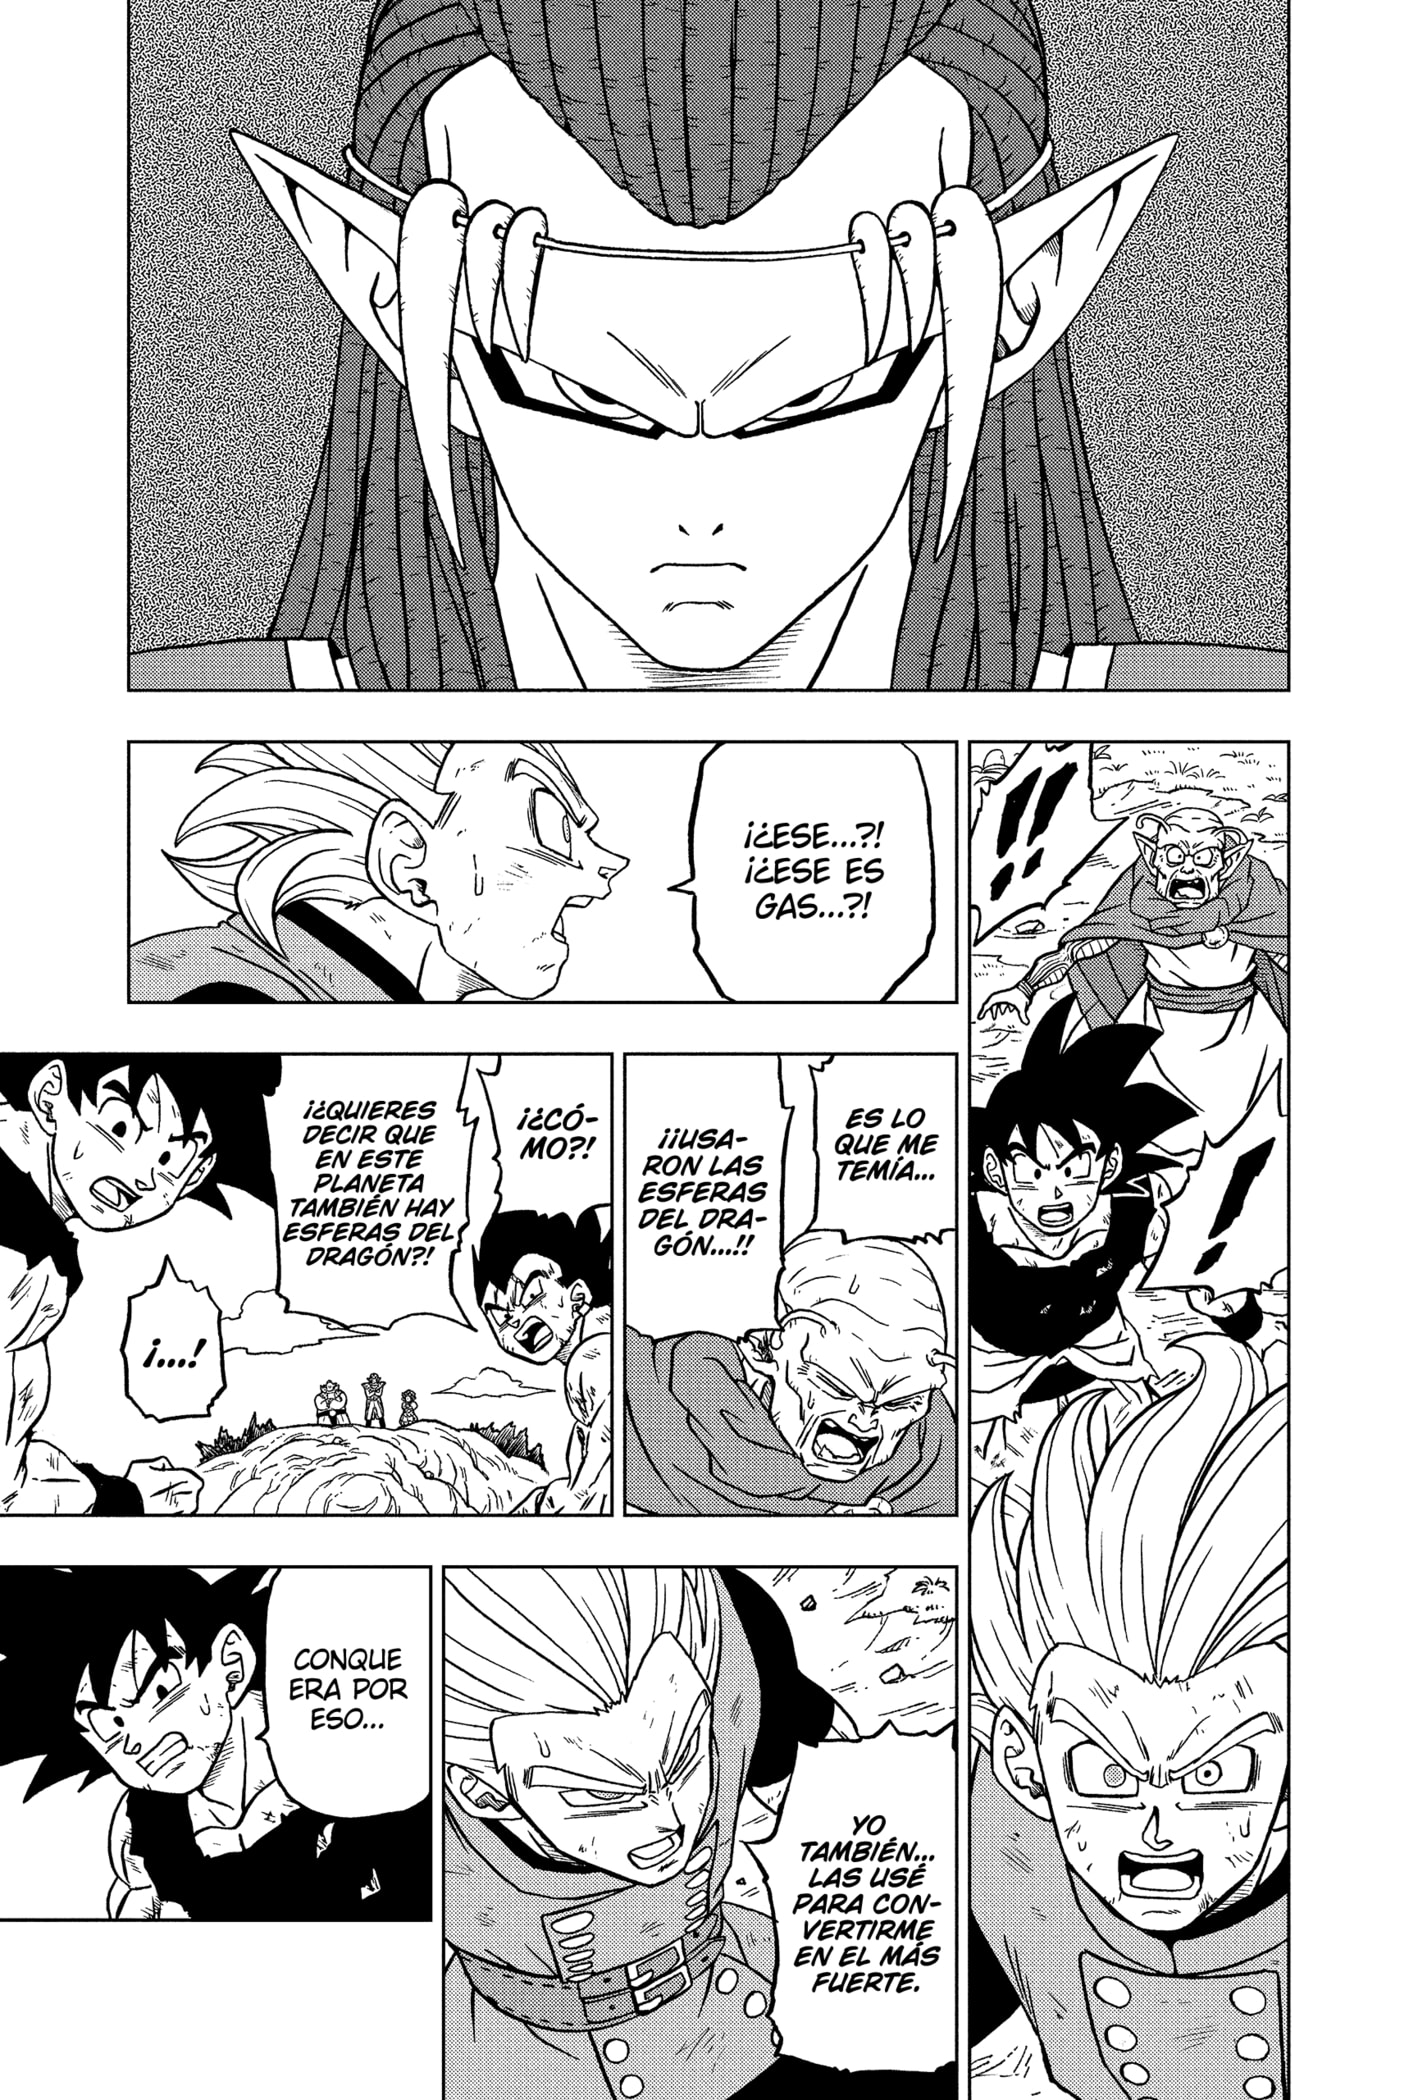 !!
!!
¡¿ESE...?!
¡¿ESE ES
GAS...?!
ES LO
QUE ME
TEMÍA...
¡¡USA-
RON LAS
ESFERAS
DEL DRA-
GÓN...!!
¡¿CÓ-
MO?!
¡¿QUIERES
DECIR QUE
EN ESTE
PLANETA
TAMBIÉN HAY
ESFERAS DEL
DRAGÓN?!
¡...!
YO
TAMBIÉN...
LAS USÉ
PARA CON-
VERTIRME
EN EL MÁS
FUERTE.
CONQUE
ERA POR
ESO...